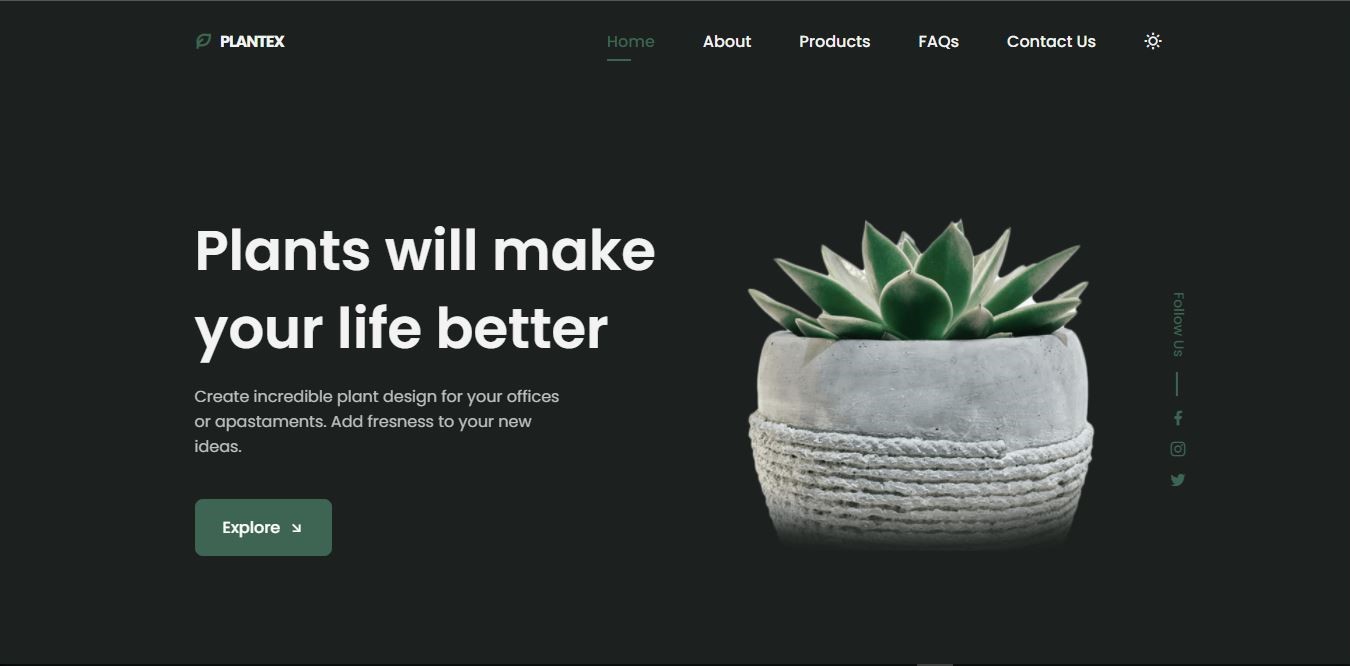 PLANTEX
Home
About
Products
FAQs
Contact Us
Plants will make
your life better
Create incredible plant design for your offices
or apastaments. Add fresness to your new
ideas.
Explore
Follow Us